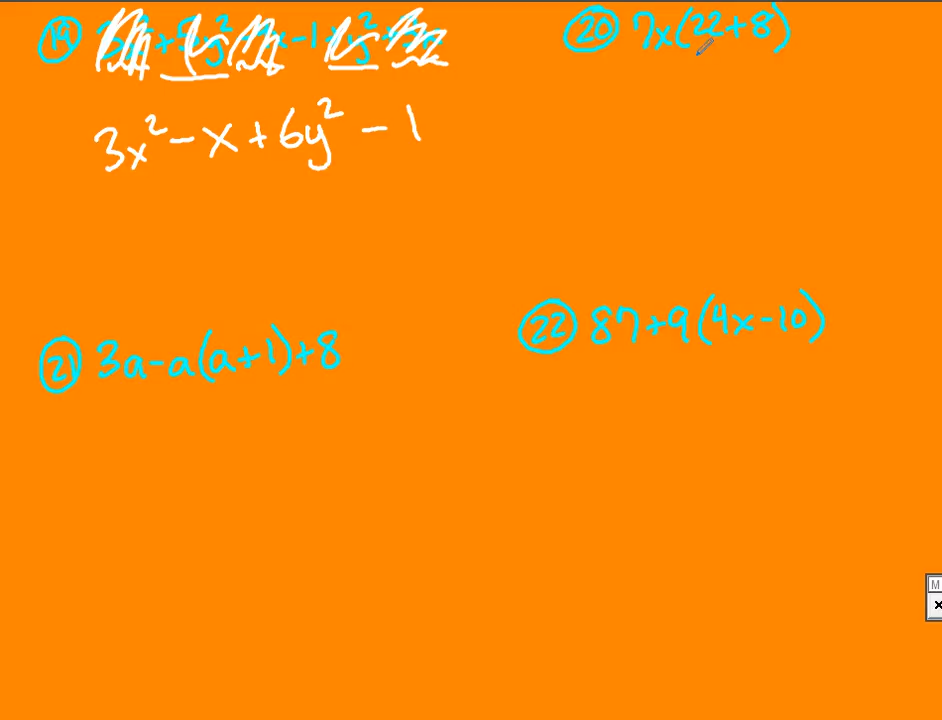 19
20 7x(22+8)
3x²-x+6y²-1
21 3a-a(a+1)+8
22 87+9(4x-10)
M